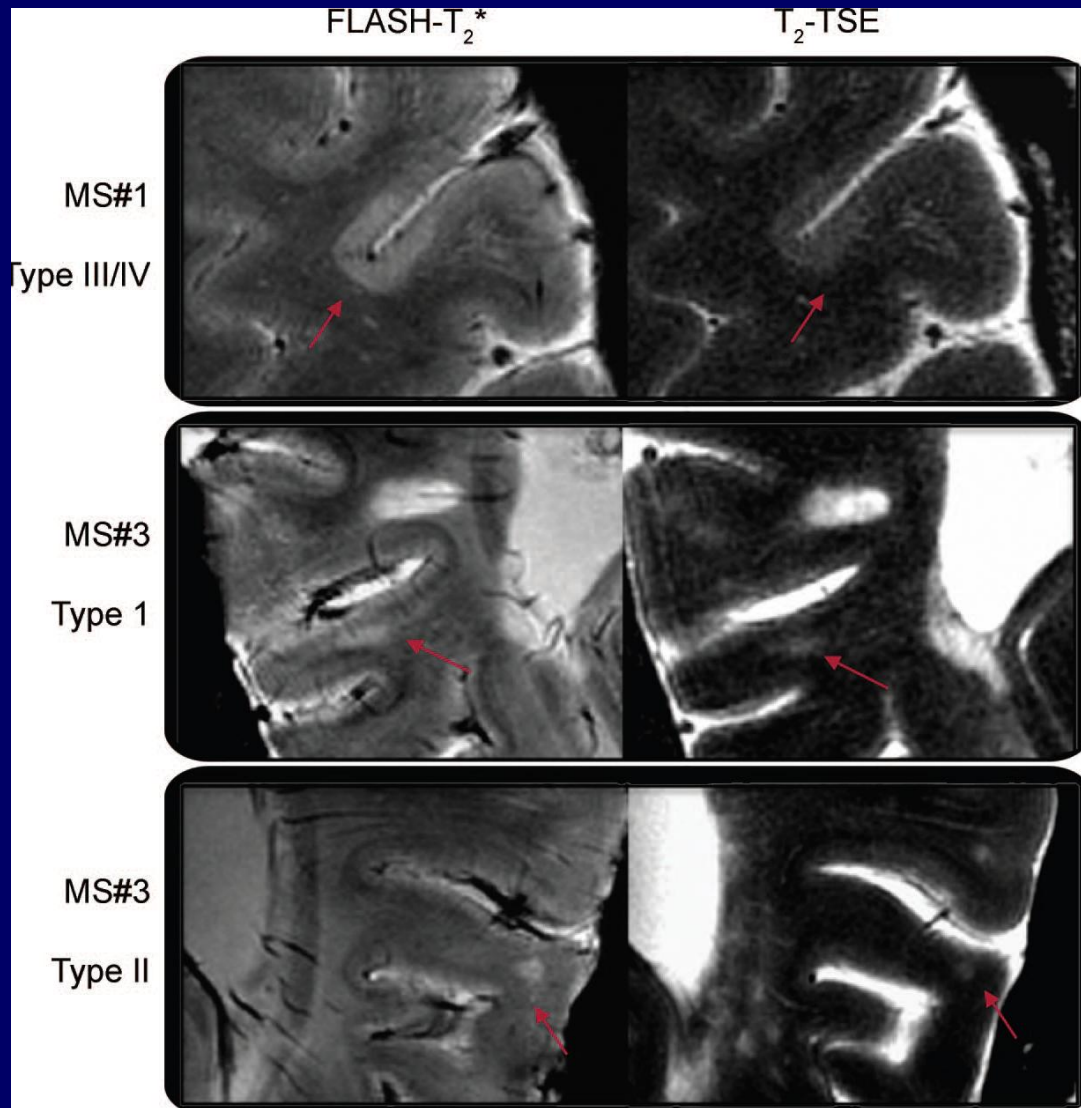 FLASH-T₂* T₂-TSE
MS#1
Type III/IV
MS#3
Type 1
MS#3
Type II